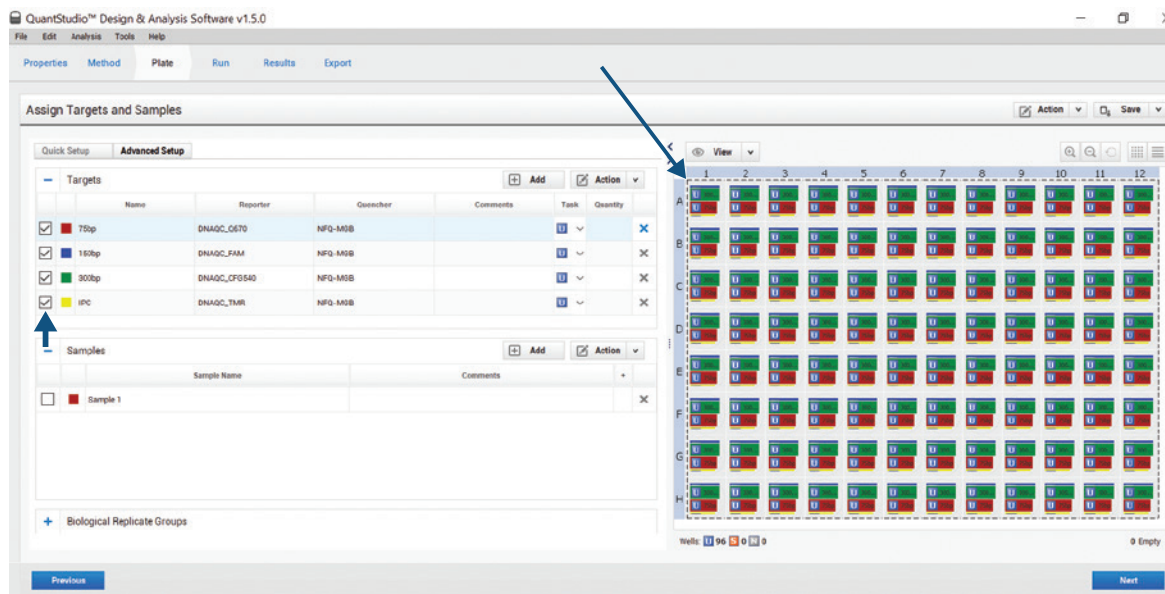 QuantStudio™ Design & Analysis Software v1.5.0
File Edit Analysis Tools Help
Properties Method Plate Run Results Export
Assign Targets and Samples
Action
Save
Quick Setup Advanced Setup
View
Targets
Add
Action
Name Reporter Quencher Comments Task Quantity
75bp DNAQC_C670 NFQ-MGB U
150bp DNAQC_FAM NFQ-MGB U
300bp DNAQC_CFG540 NFQ-MGB U
IPC DNAQC_TMR NFQ-MGB U
Samples
Add
Action
Sample Name Comments +
Sample 1
Biological Replicate Groups
1 2 3 4 5 6 7 8 9 10 11 12
A
B
C
D
E
F
G
H
Wells: U 96 S 0 N 0
0 Empty
Previous
Next